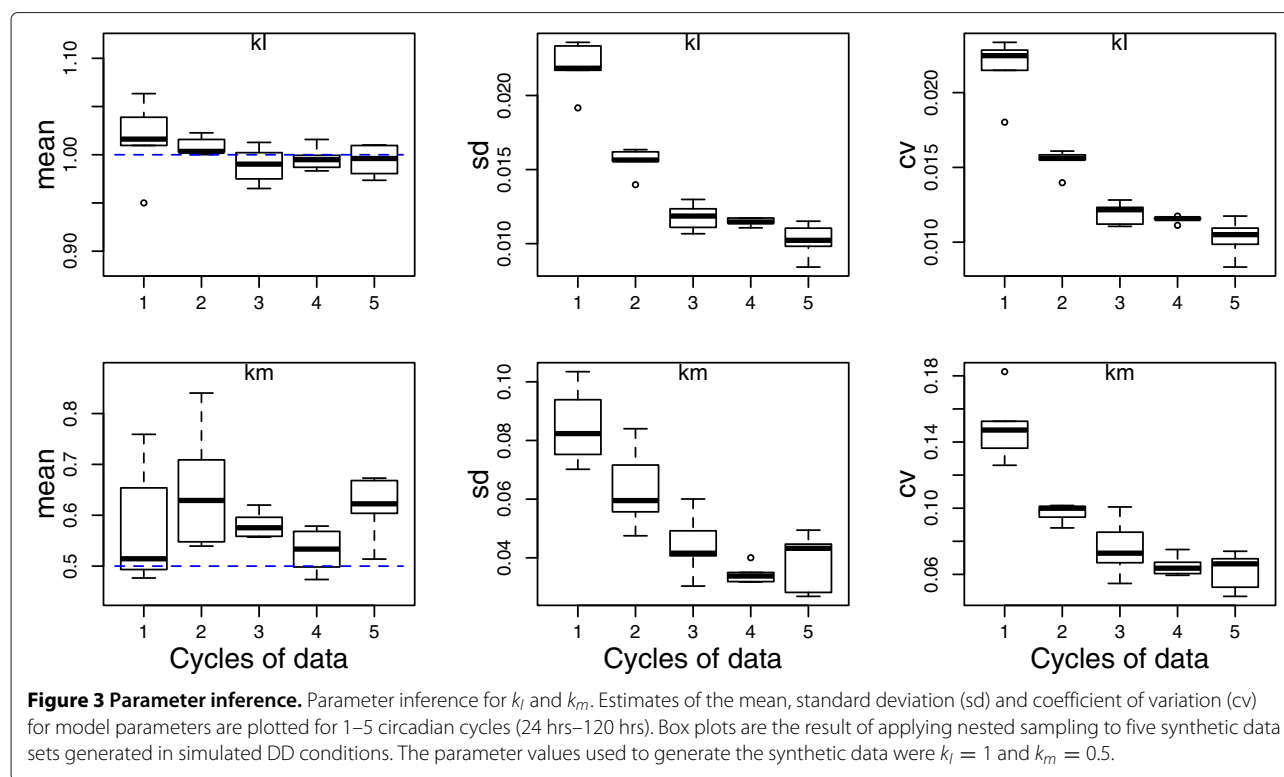 kl
mean
0.90 1.00 1.10
1 2 3 4 5
kl
sd
0.010 0.015 0.020
1 2 3 4 5
kl
cv
0.010 0.015 0.020
1 2 3 4 5
km
mean
0.5 0.6 0.7 0.8
1 2 3 4 5
Cycles of data
km
sd
0.04 0.06 0.08 0.10
1 2 3 4 5
Cycles of data
km
cv
0.06 0.10 0.14 0.18
1 2 3 4 5
Cycles of data
Figure 3 Parameter inference. Parameter inference for kl and km. Estimates of the mean, standard deviation (sd) and coefficient of variation (cv)
for model parameters are plotted for 1–5 circadian cycles (24 hrs–120 hrs). Box plots are the result of applying nested sampling to five synthetic data
sets generated in simulated DD conditions. The parameter values used to generate the synthetic data were kl = 1 and km = 0.5.